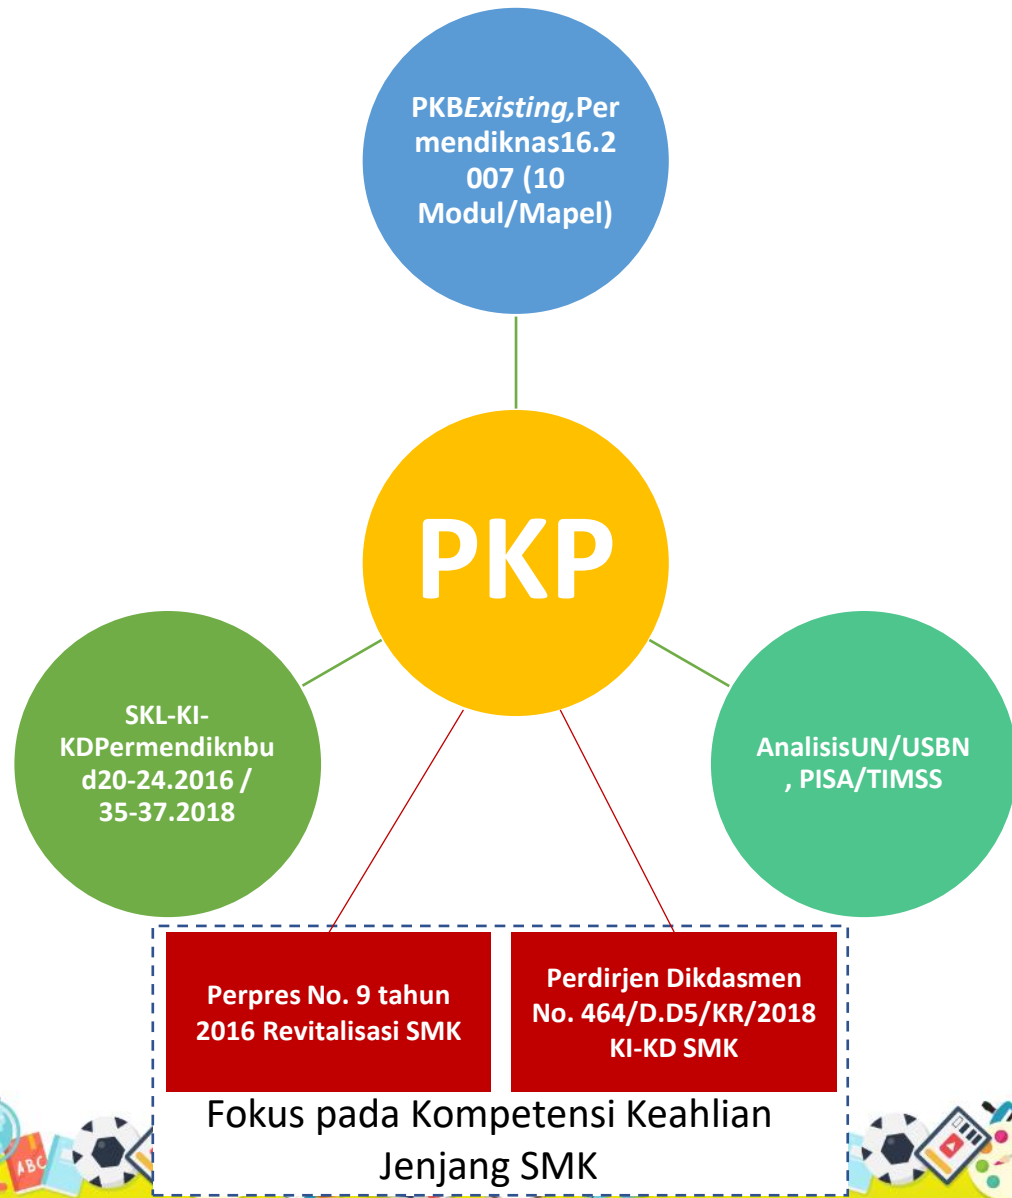 PKBExisting,Per
mendiknas16.2
007 (10
Modul/Mapel)
PKP
SKL-KI-
KDPermendiknbu
d20-24.2016 /
35-37.2018
AnalisisUN/USBN
, PISA/TIMSS
Perpres No. 9 tahun
2016 Revitalisasi SMK
Perdirjen Dikdasmen
No. 464/D.D5/KR/2018
KI-KD SMK
Fokus pada Kompetensi Keahlian
Jenjang SMK
ABC